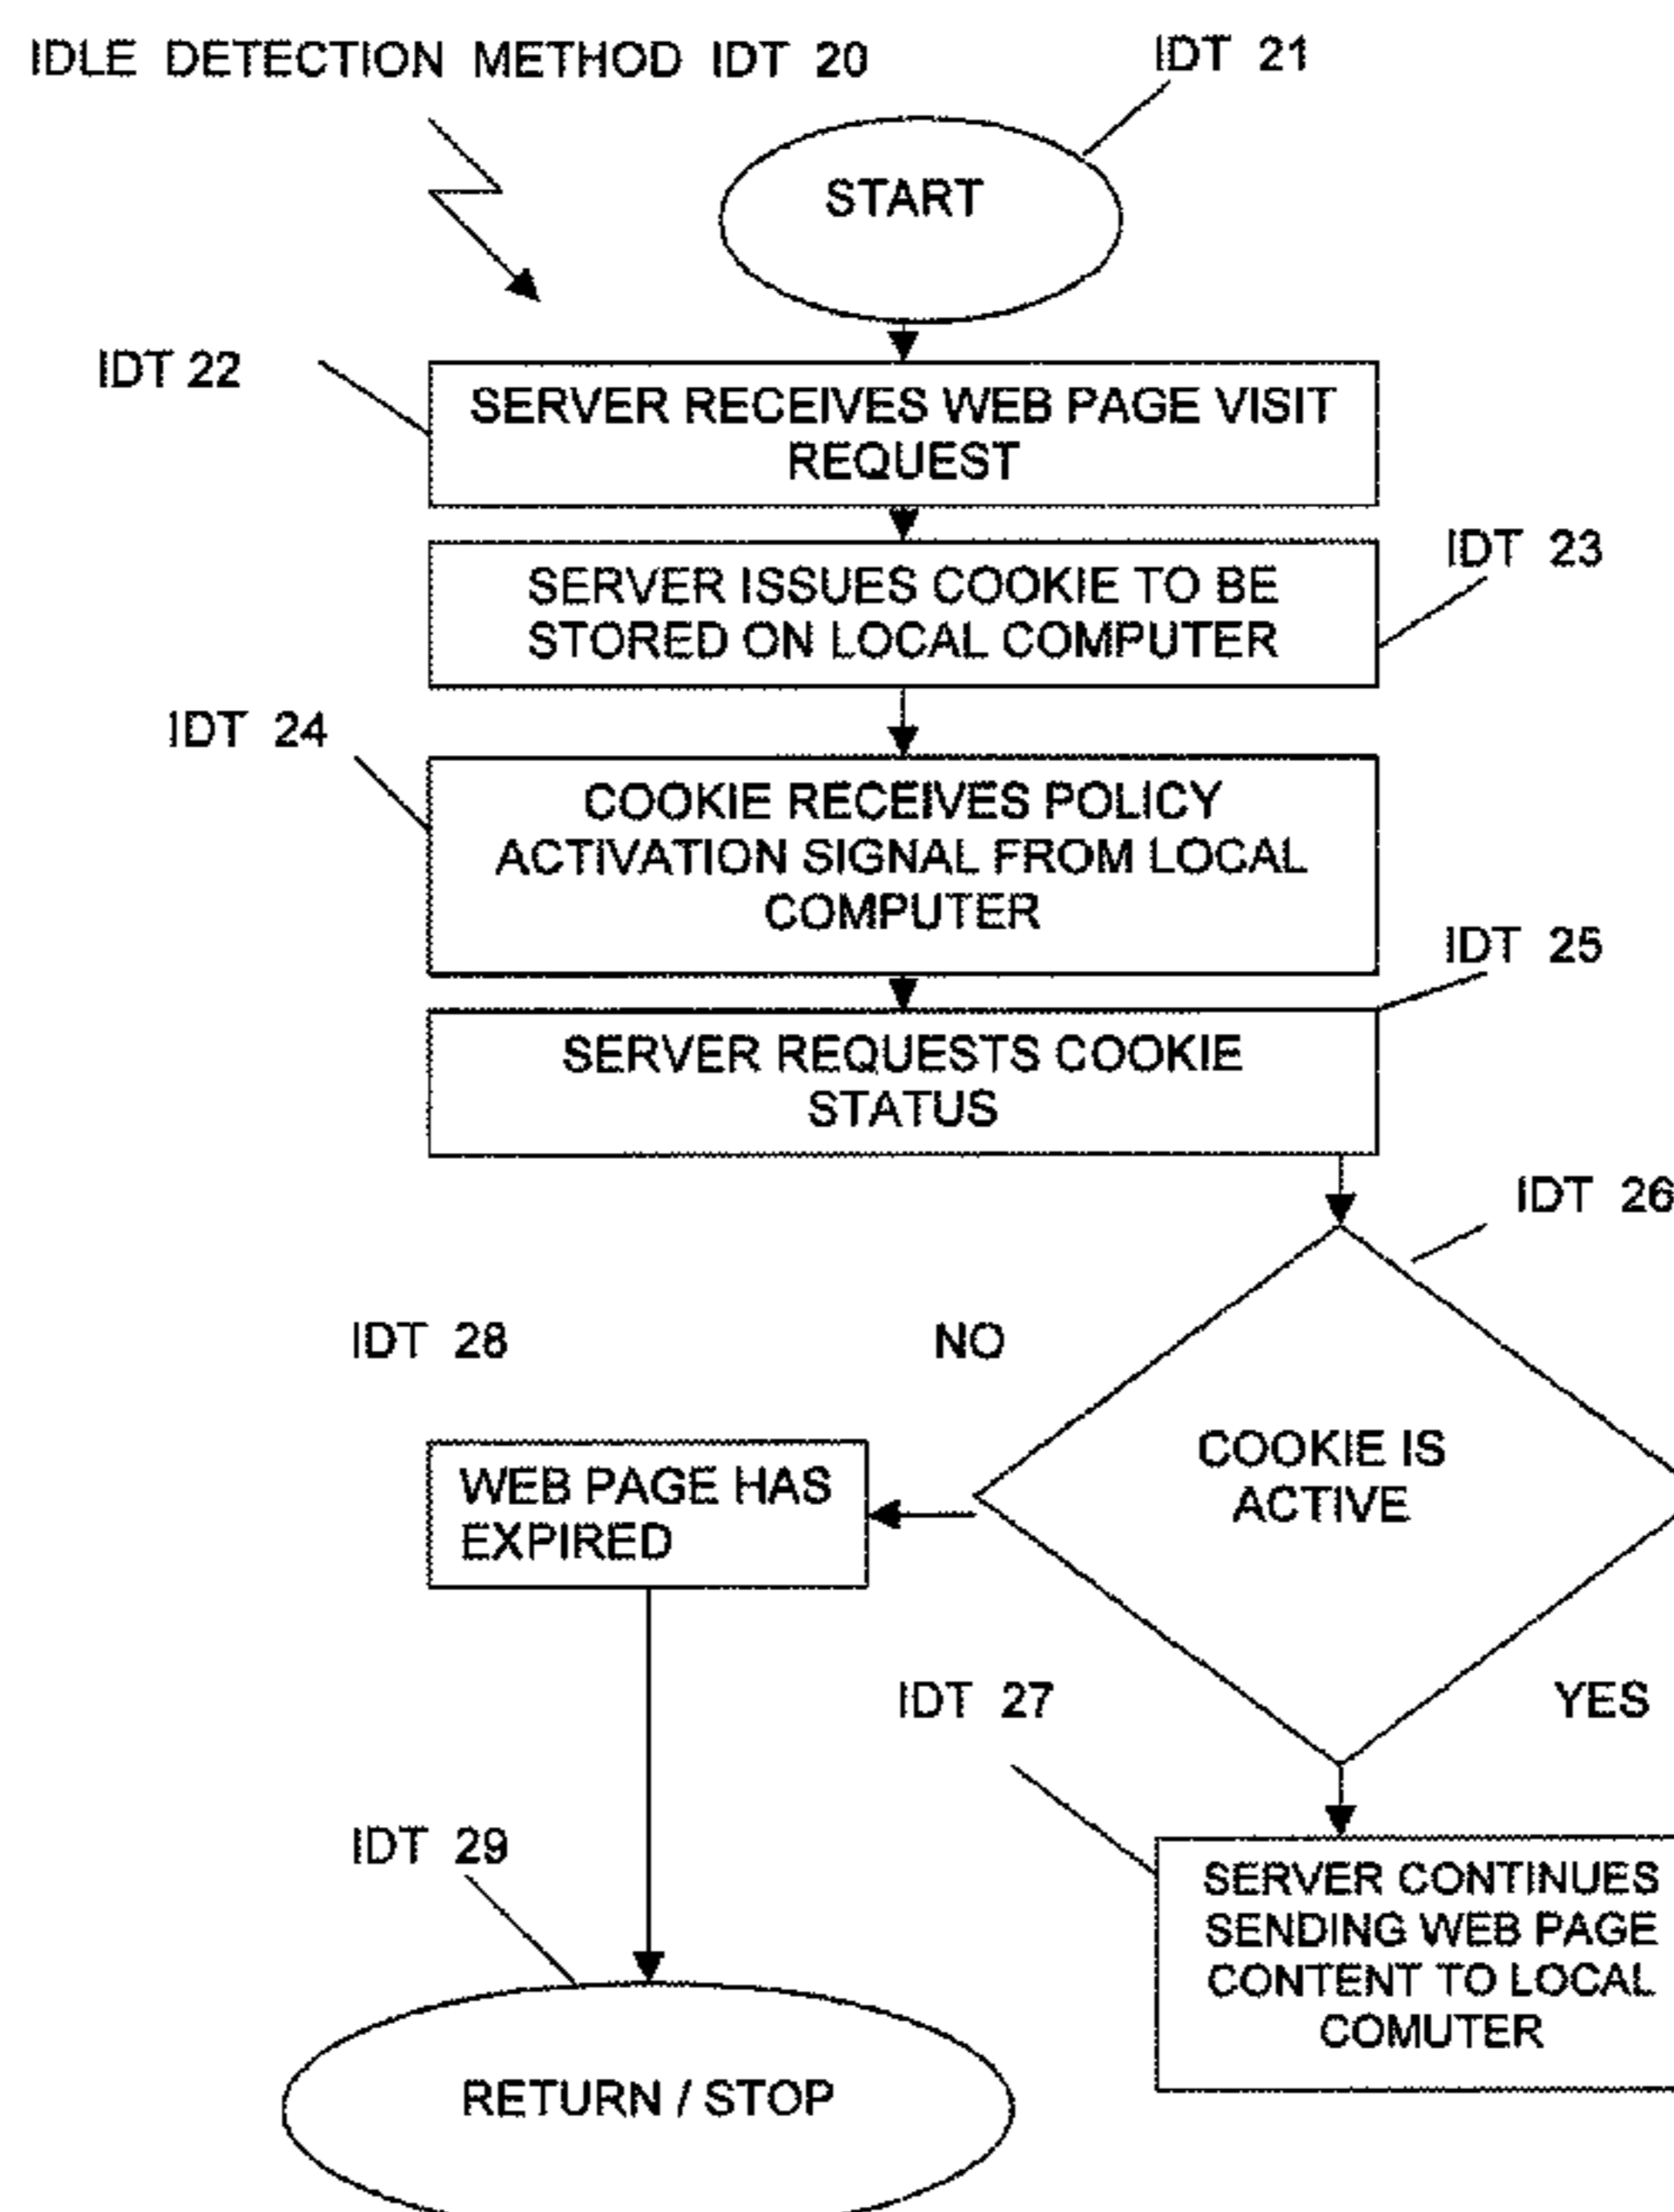 IDLE DETECTION METHOD IDT 20
IDT 21
START
IDT 22
SERVER RECEIVES WEB PAGE VISIT
REQUEST
IDT 23
SERVER ISSUES COOKIE TO BE
STORED ON LOCAL COMPUTER
IDT 24
COOKIE RECEIVES POLICY
ACTIVATION SIGNAL FROM LOCAL
COMPUTER
IDT 25
SERVER REQUESTS COOKIE
STATUS
IDT 26
IDT 28
NO
COOKIE IS
ACTIVE
WEB PAGE HAS
EXPIRED
IDT 27
YES
IDT 29
SERVER CONTINUES
SENDING WEB PAGE
CONTENT TO LOCAL
COMUTER
RETURN / STOP